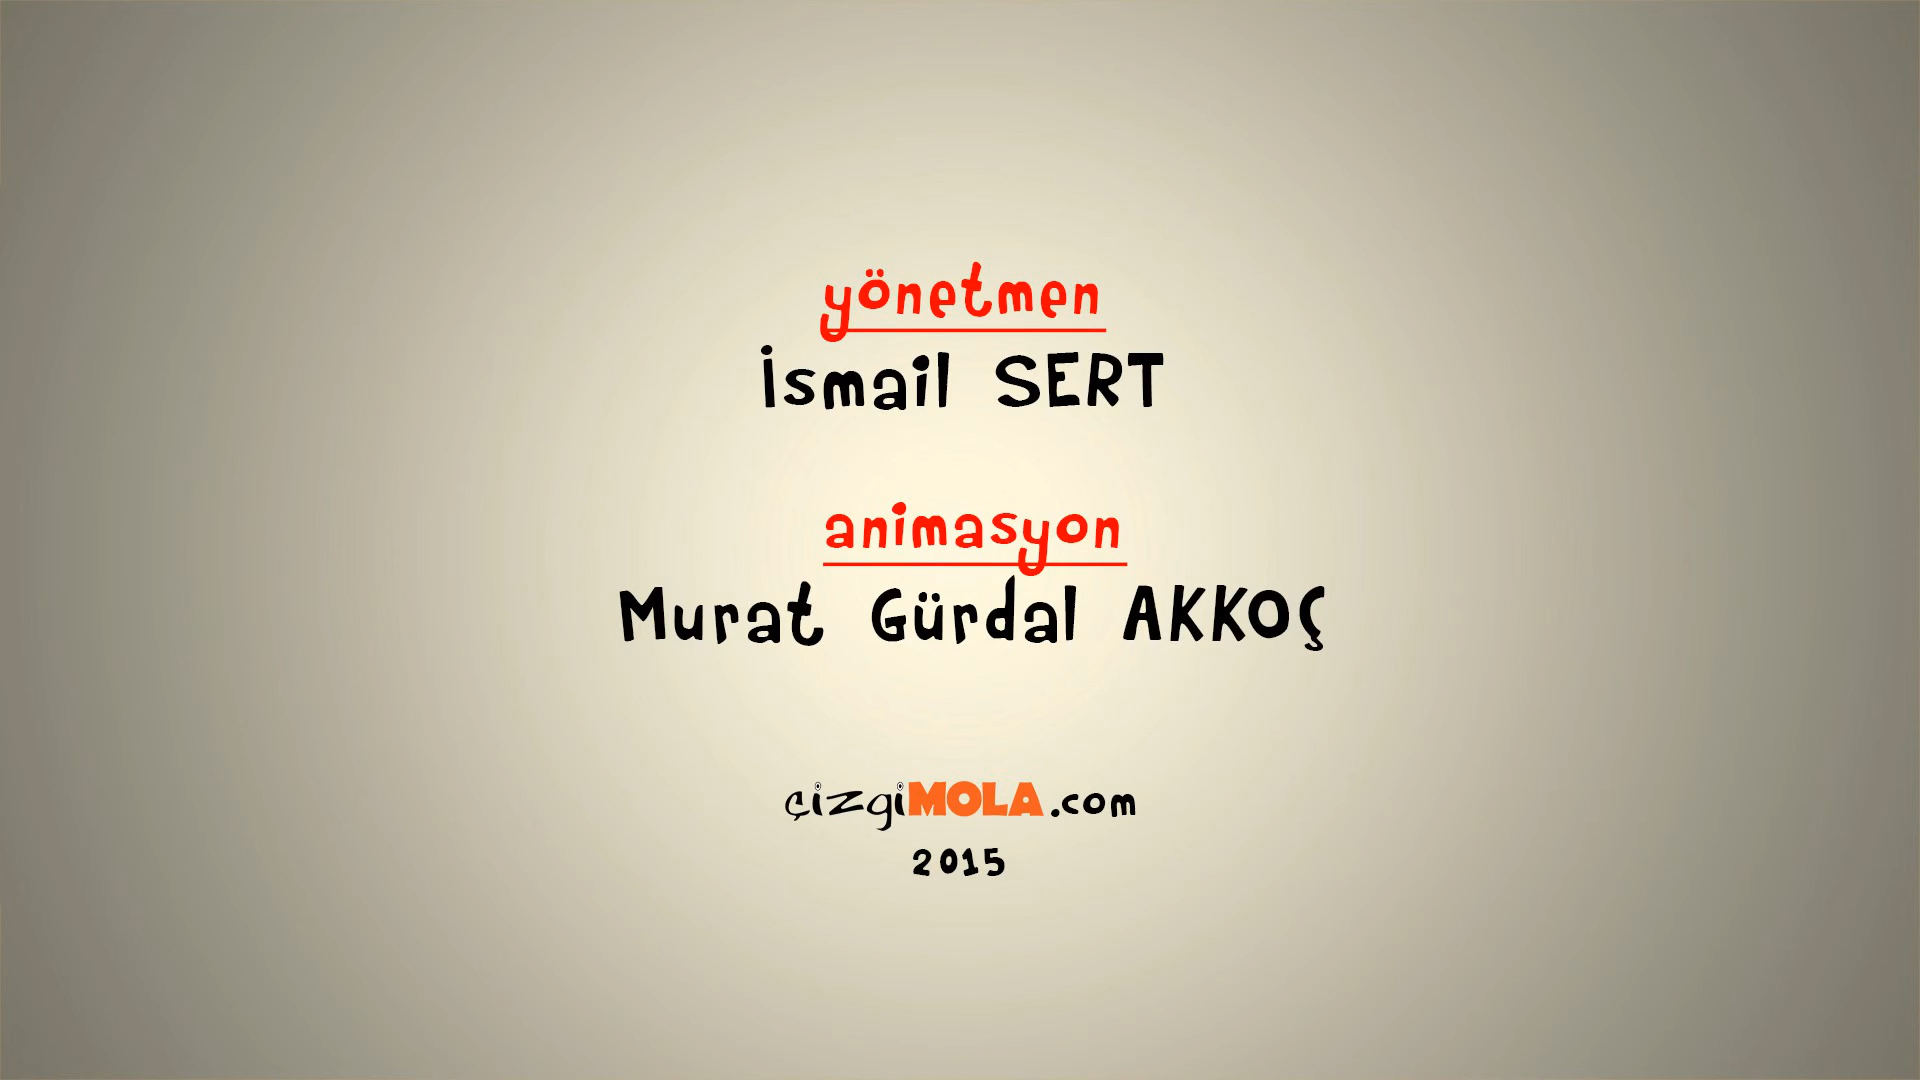 yönetmen
İsmail SERT
animasyon
Murat Gürdal AKKOÇ
çizgiMOLA.com
2015